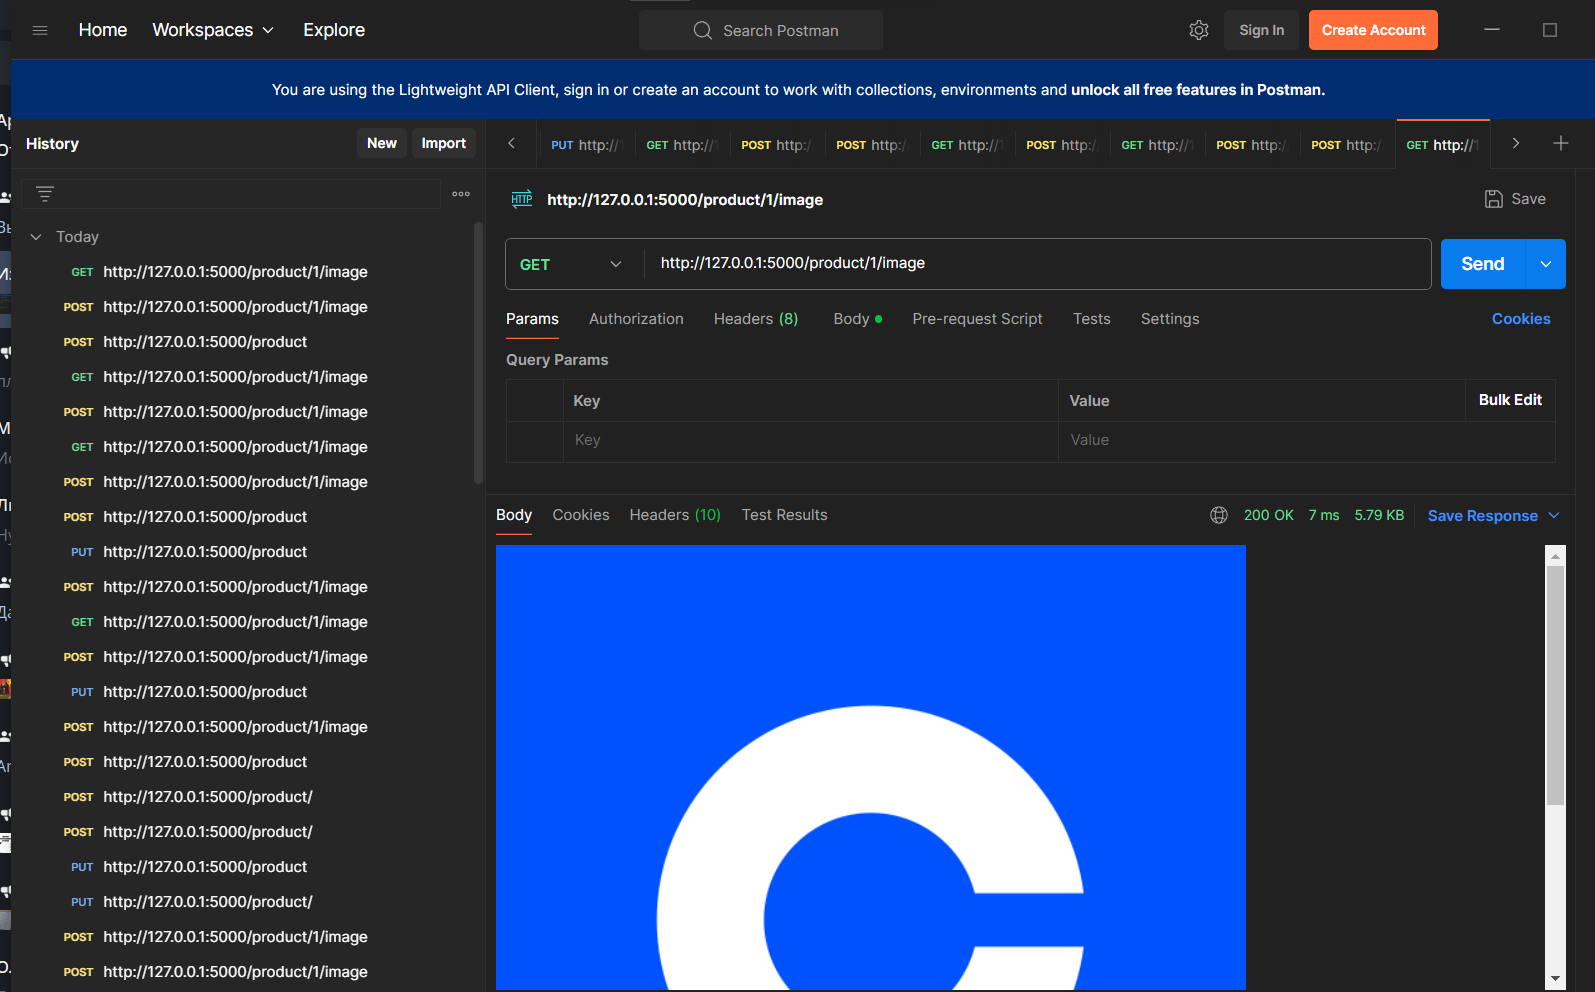 Home Workspaces Explore Search Postman Sign In Create Account
You are using the Lightweight API Client, sign in or create an account to work with collections, environments and unlock all free features in Postman.
History New Import
Today
GET http://127.0.0.1:5000/product/1/image
POST http://127.0.0.1:5000/product/1/image
POST http://127.0.0.1:5000/product
GET http://127.0.0.1:5000/product/1/image
POST http://127.0.0.1:5000/product/1/image
GET http://127.0.0.1:5000/product/1/image
POST http://127.0.0.1:5000/product/1/image
POST http://127.0.0.1:5000/product
PUT http://127.0.0.1:5000/product
POST http://127.0.0.1:5000/product/1/image
GET http://127.0.0.1:5000/product/1/image
POST http://127.0.0.1:5000/product/1/image
PUT http://127.0.0.1:5000/product
POST http://127.0.0.1:5000/product/1/image
POST http://127.0.0.1:5000/product
POST http://127.0.0.1:5000/product/
POST http://127.0.0.1:5000/product/
PUT http://127.0.0.1:5000/product
PUT http://127.0.0.1:5000/product/
POST http://127.0.0.1:5000/product/1/image
POST http://127.0.0.1:5000/product/1/image
PUT http:// GET http:// POST http:/ POST http:/ GET http:// POST http:/ GET http:// POST http:/ POST http:/ GET http://
HTTP http://127.0.0.1:5000/product/1/image Save
GET http://127.0.0.1:5000/product/1/image Send
Params Authorization Headers (8) Body Pre-request Script Tests Settings Cookies
Query Params
Key Value Bulk Edit
Key Value
Body Cookies Headers (10) Test Results 200 OK 7 ms 5.79 KB Save Response